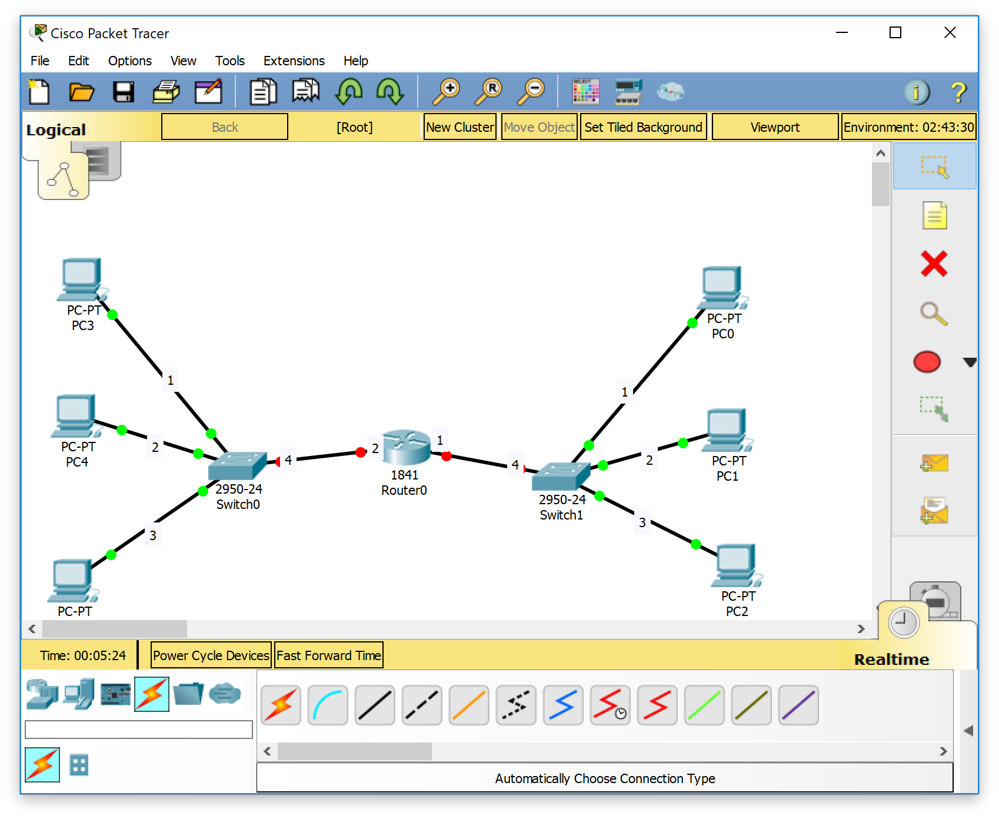 Cisco Packet Tracer
File Edit Options View Tools Extensions Help
R
SELECT
i ?
Logical
Back [Root] New Cluster Move Object Set Tiled Background Viewport Environment: 02:43:30
PC-PT
PC3
PC-PT
PC0
1
1
PC-PT
PC4
2
4
2
1841
Router0
1
4
2
PC-PT
PC1
2950-24
Switch0
2950-24
Switch1
3
3
PC-PT
PC-PT
PC2
Time: 00:05:24 Power Cycle Devices Fast Forward Time
Realtime
Automatically Choose Connection Type